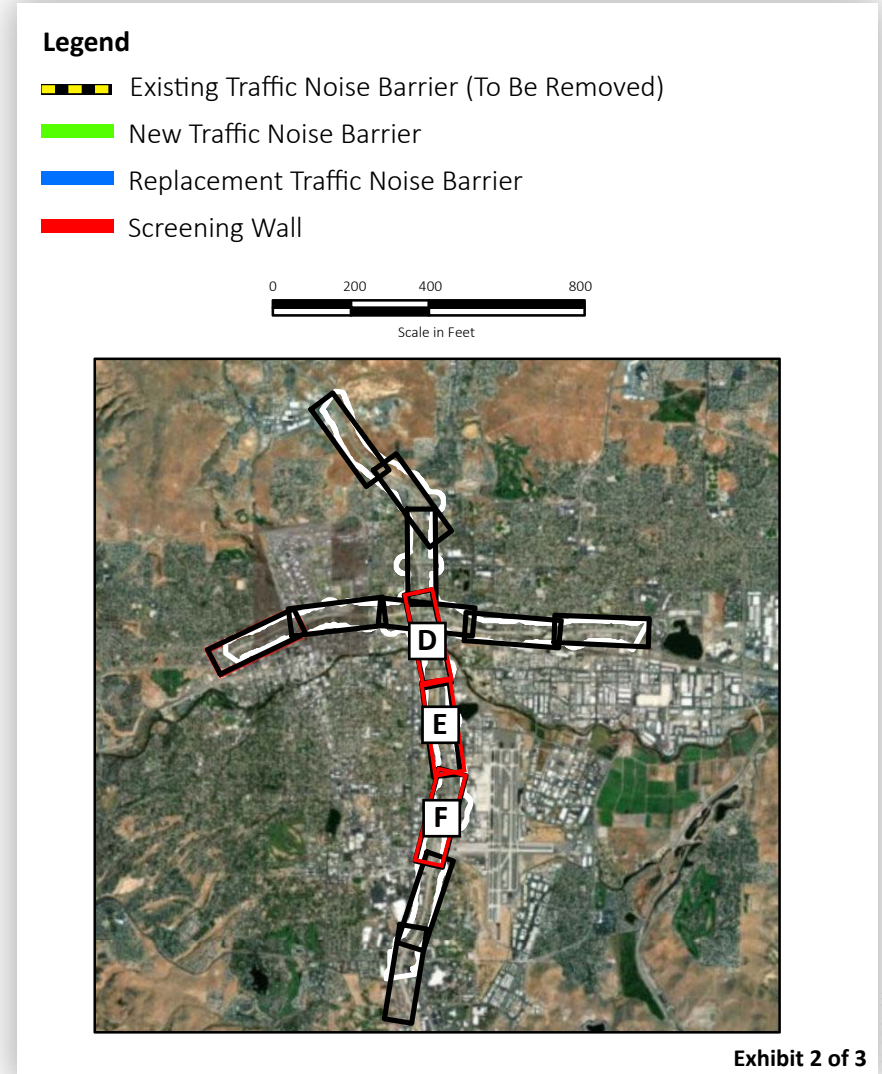 Legend
Existing Traffic Noise Barrier (To Be Removed)
New Traffic Noise Barrier
Replacement Traffic Noise Barrier
Screening Wall
0 200 400 800
Scale in Feet
D
E
F
Exhibit 2 of 3